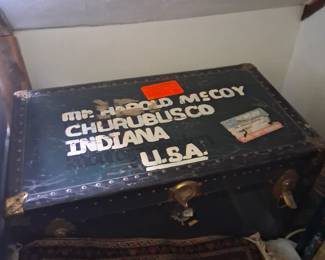 Mr. HAROLD McCOY
CHURUBUSCO
INDIANA
U.S.A.